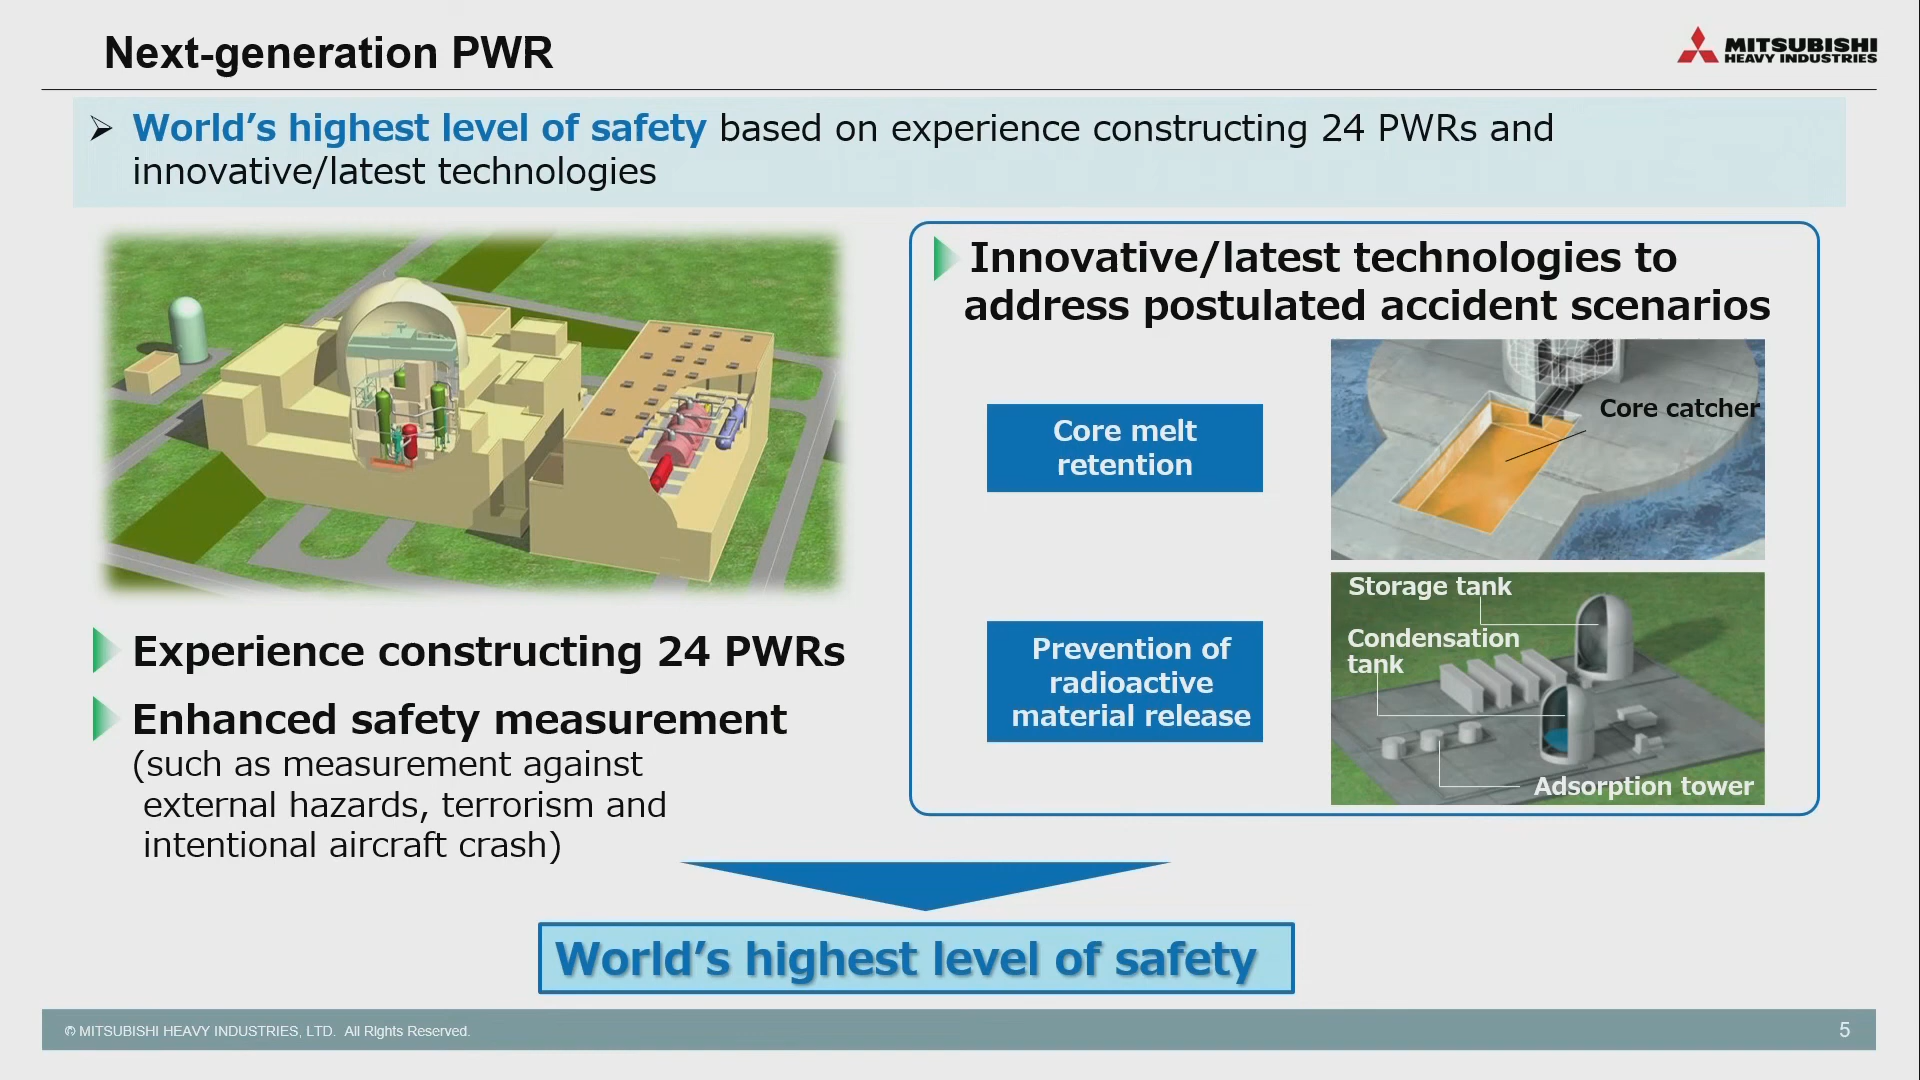 Next-generation PWR
MITSUBISHI
HEAVY INDUSTRIES
World's highest level of safety based on experience constructing 24 PWRs and
innovative/latest technologies
Experience constructing 24 PWRs
Enhanced safety measurement
(such as measurement against
external hazards, terrorism and
intentional aircraft crash)
Innovative/latest technologies to
address postulated accident scenarios
Core melt
retention
Core catcher
Prevention of
radioactive
material release
Storage tank
Condensation
tank
Adsorption tower
World's highest level of safety
© MITSUBISHI HEAVY INDUSTRIES, LTD. All Rights Reserved.
5